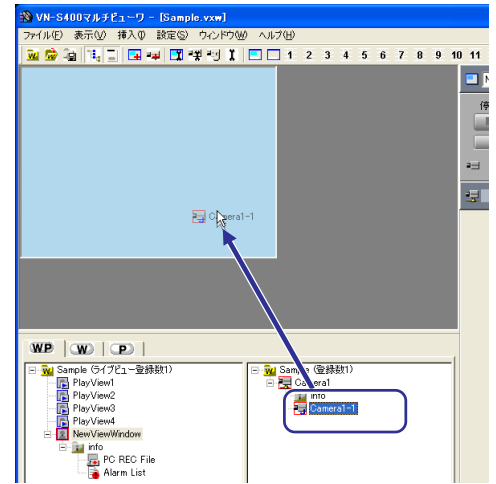 VN-S400マルチビューワ - [Sample.vxw]
ファイル(F) 表示(V) 挿入(I) 設定(S) ウィンドウ(W) ヘルプ(H)
1 2 3 4 5 6 7 8 9 10 11
停
Camera1-1
WP W P
Sample (ライブビュー登録数1)
PlayView1
PlayView2
PlayView3
PlayView4
NewViewWindow
info
PC REC File
Alarm List
Sample (登録数1)
Camera1
info
Camera1-1